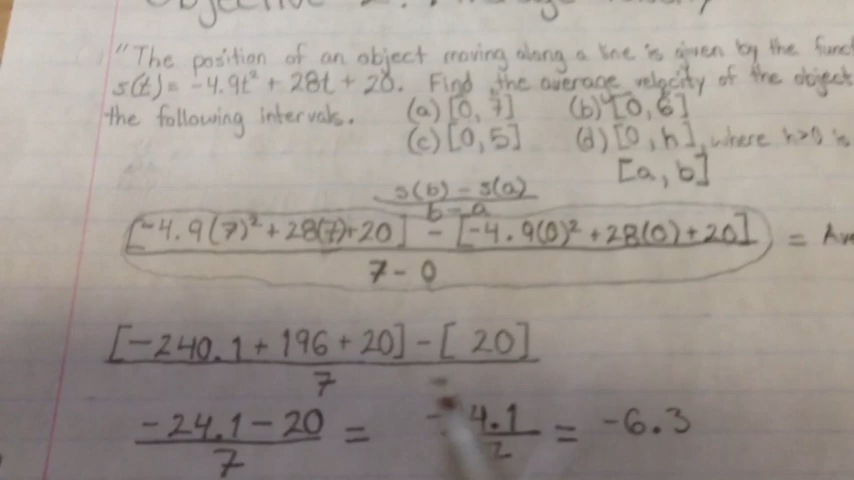 "The position of an object moving along a line is given by the
s(t) = -4.9t² + 28t + 20. Find the average velocity of the object
the following intervals. (a) [0, 7] (b) [0, 6]
(c) [0, 5] (d) [0, h], where h>0 is
[a, b]
s(b) - s(a)
b - a
[-4.9(7)² + 28(7)+20] - [-4.9(0)² + 28(0) + 20] =
7 - 0
[-240.1 + 196 + 20] - [ 20]
7
-24.1 - 20 = 4.1 = -6.3
7